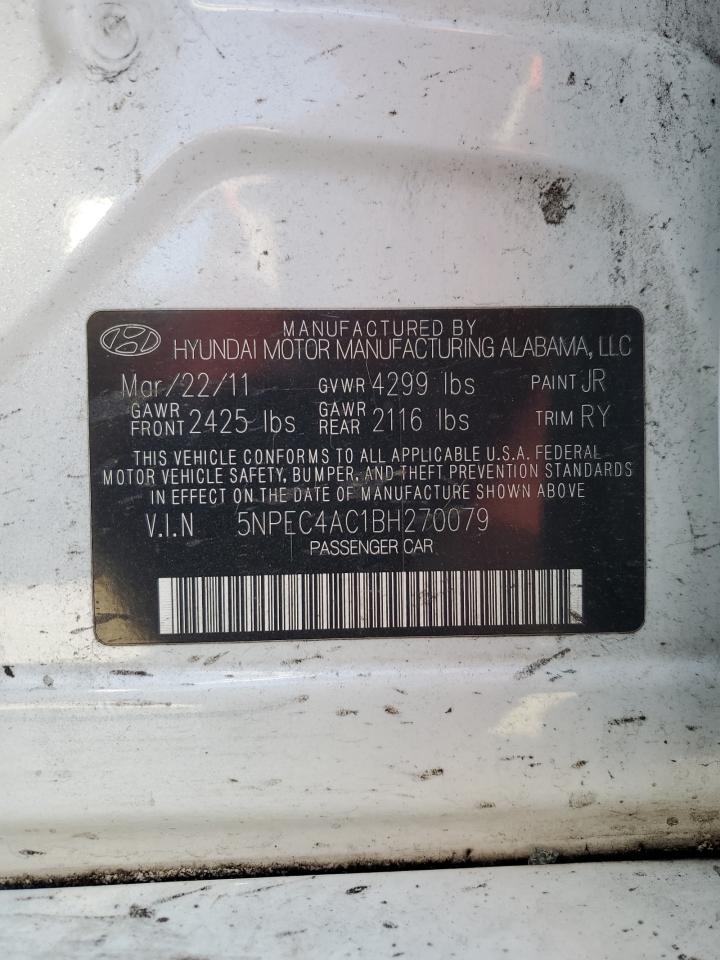 MANUFACTURED BY
HYUNDAI MOTOR MANUFACTURING ALABAMA, LLC
Mar/22/11 GVWR 4299 lbs PAINT JR
GAWR FRONT 2425 lbs GAWR REAR 2116 lbs TRIM RY
THIS VEHICLE CONFORMS TO ALL APPLICABLE U.S.A. FEDERAL
MOTOR VEHICLE SAFETY, BUMPER, AND THEFT PREVENTION STANDARDS
IN EFFECT ON THE DATE OF MANUFACTURE SHOWN ABOVE
V.I.N 5NPEC4AC1BH270079
PASSENGER CAR